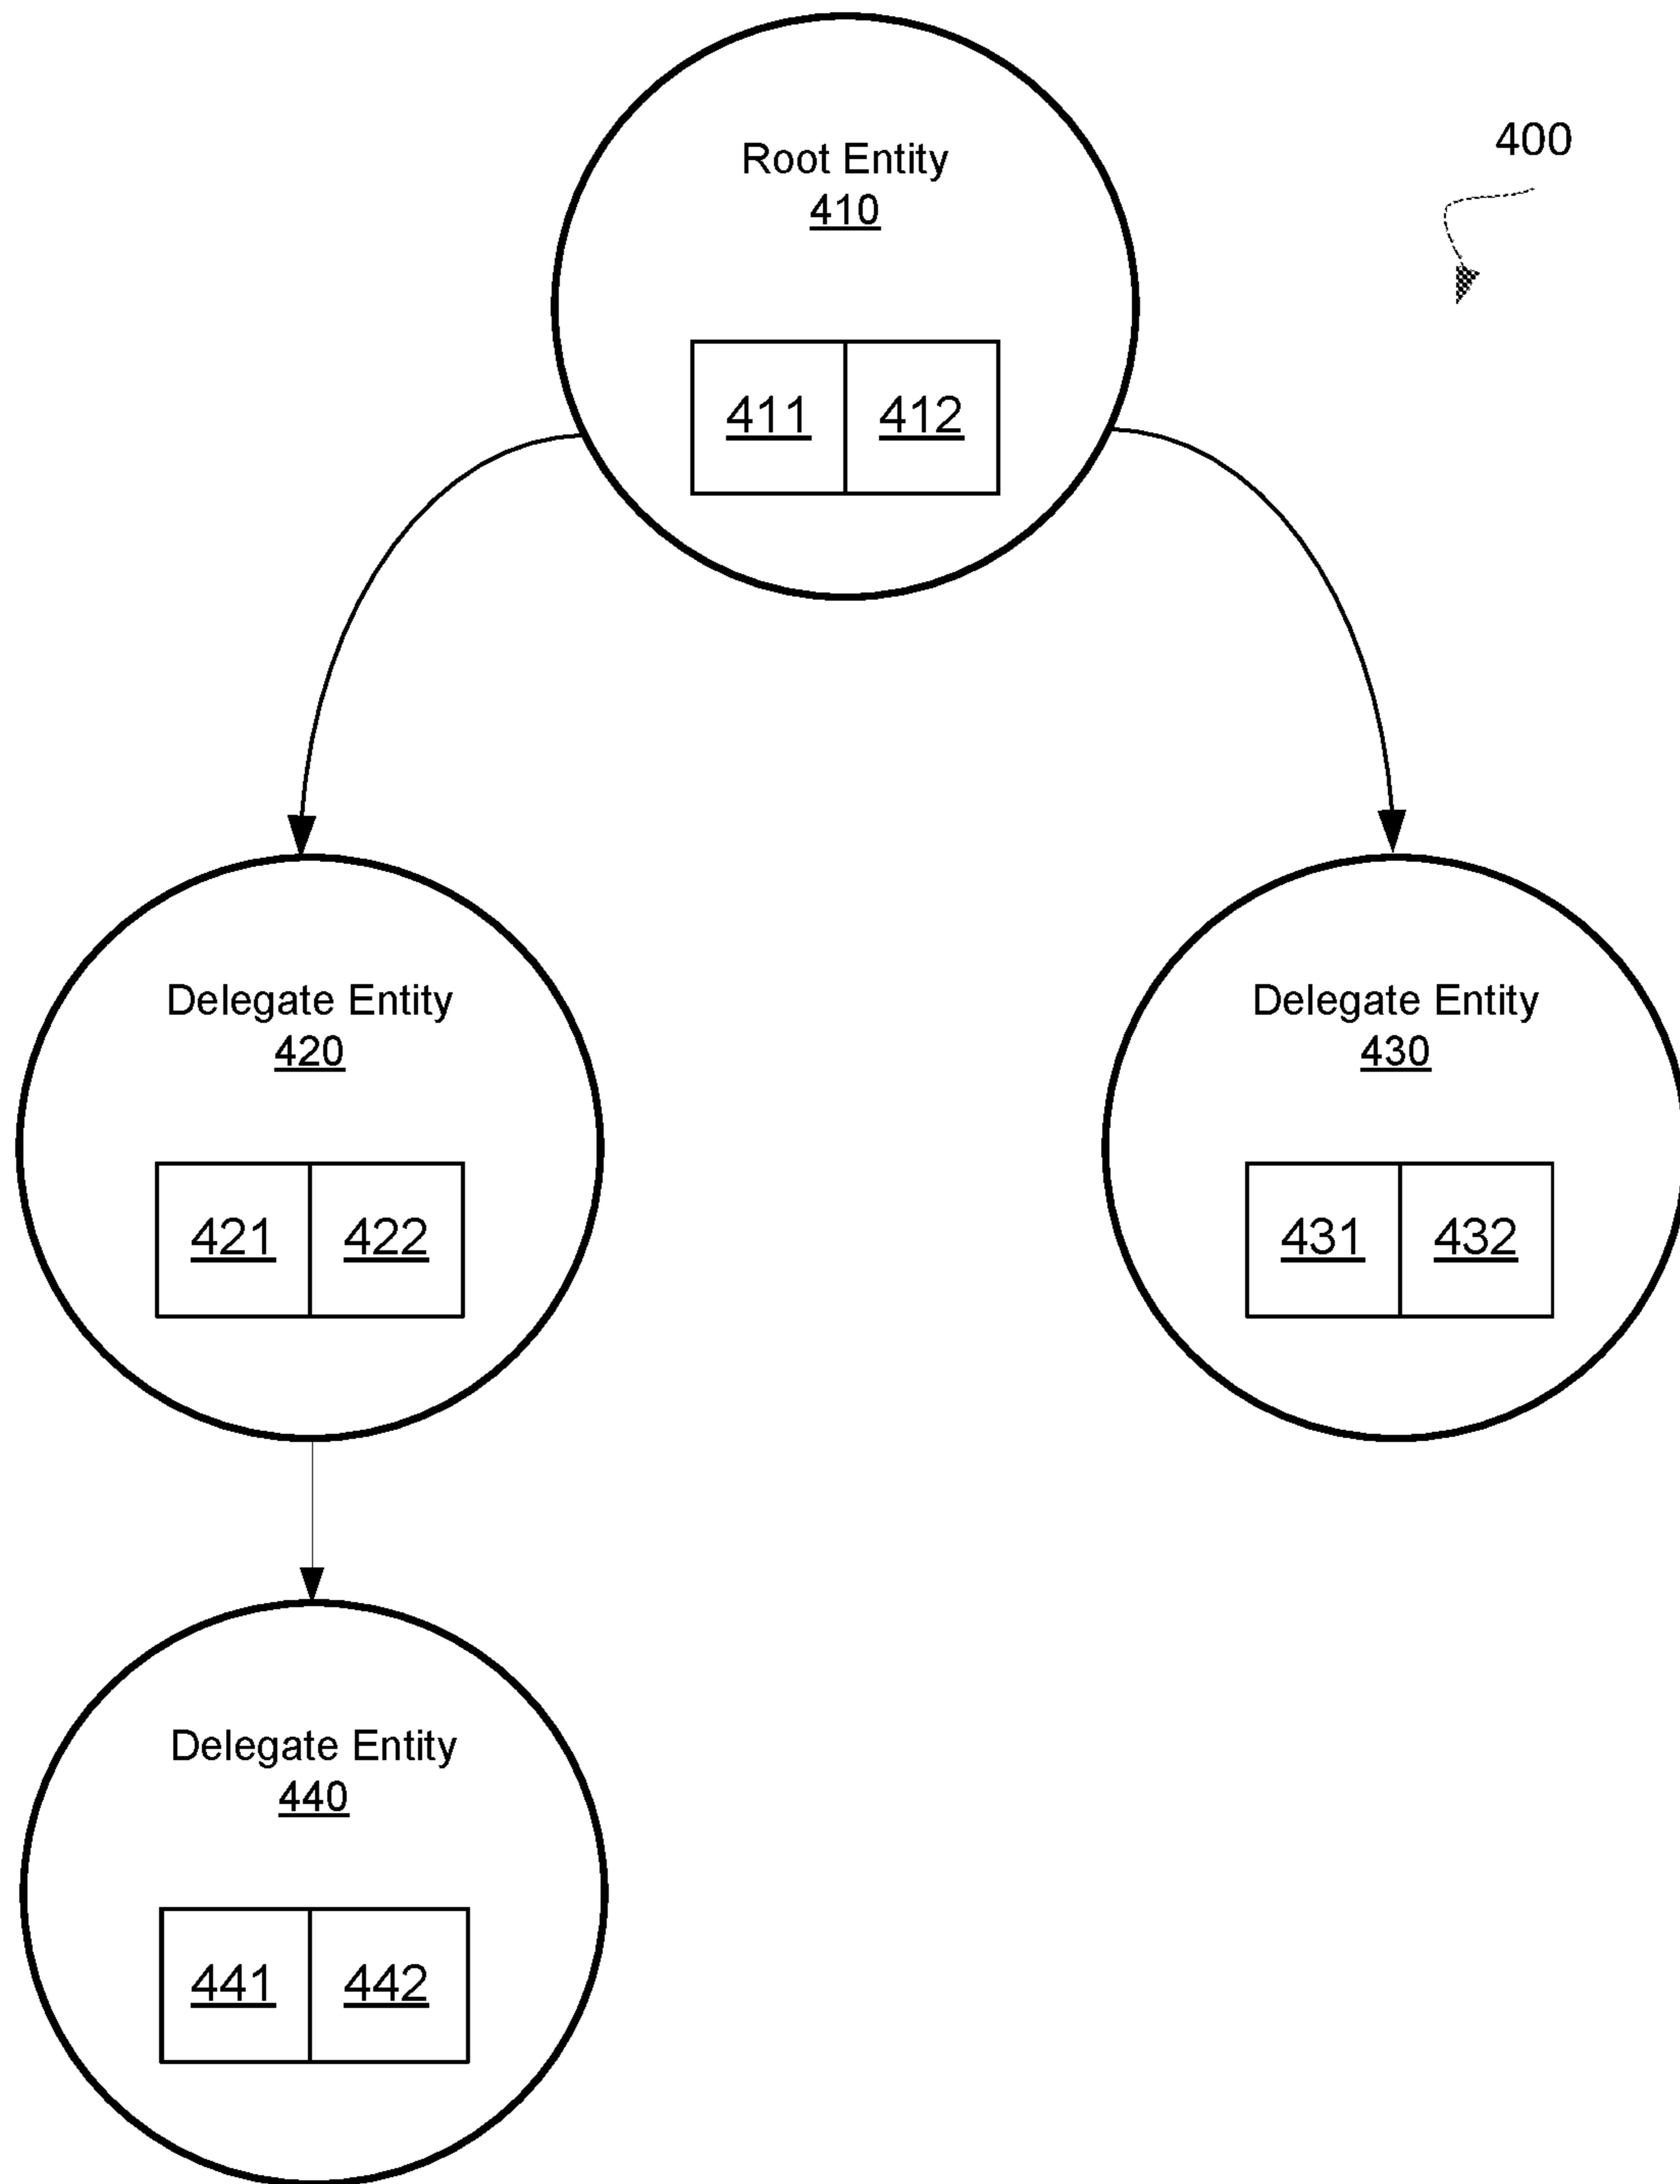 Root Entity
410
400
411 412
Delegate Entity
420
Delegate Entity
430
421 422
431 432
Delegate Entity
440
441 442